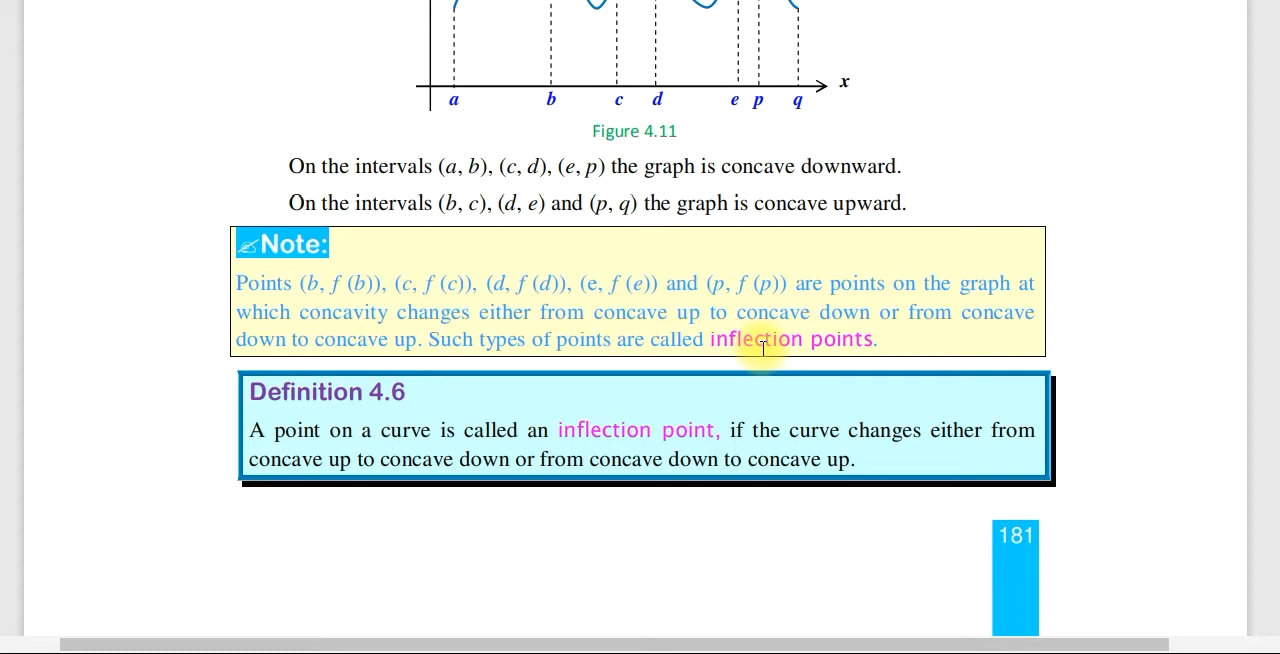 x
a b c d e p q
Figure 4.11
On the intervals (a, b), (c, d), (e, p) the graph is concave downward.
On the intervals (b, c), (d, e) and (p, q) the graph is concave upward.
✍Note:
Points (b, f (b)), (c, f (c)), (d, f (d)), (e, f (e)) and (p, f (p)) are points on the graph at
which concavity changes either from concave up to concave down or from concave
down to concave up. Such types of points are called inflection points.
Definition 4.6
A point on a curve is called an inflection point, if the curve changes either from
concave up to concave down or from concave down to concave up.
181